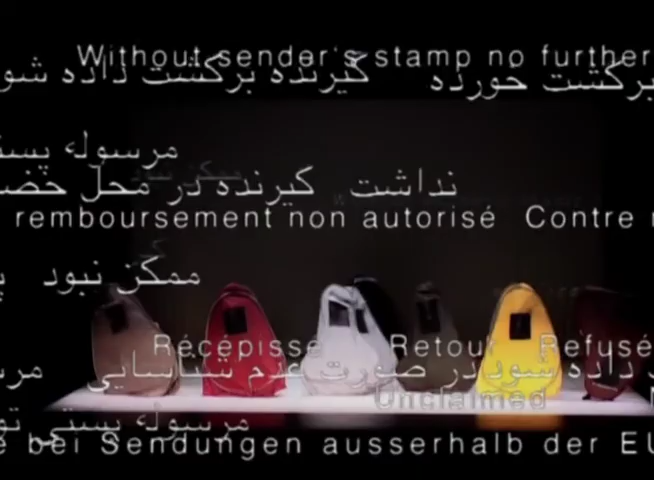 Without sender's stamp no further
گیرنده برگشت داده شو
برگشت خورده
مرسوله پست
ممکن نبود
نداشت گیرنده در محل حض
remboursement non autorisé Contre
ممکن نبود
Récépissé Retour Refusé
داده شود در صورت عدم شناسایی
Unclaimed
مرسوله پستی
bei Sendungen ausserhalb der EU